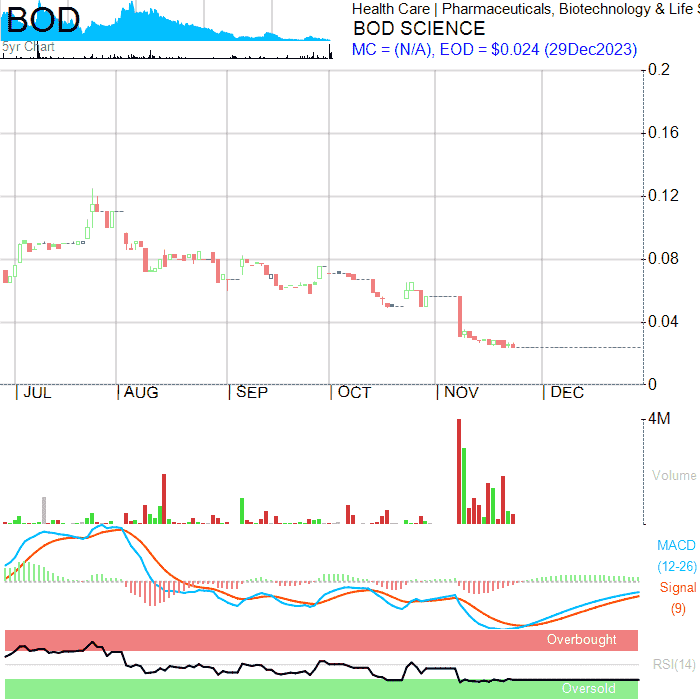 BOD
5yr Chart
Health Care | Pharmaceuticals, Biotechnology & Life S
BOD SCIENCE
MC = (N/A), EOD = $0.024 (29Dec2023)
0.2
0.16
0.12
0.08
0.04
0
JUL AUG SEP OCT NOV DEC
4M
Volume
MACD
(12-26)
Signal
(9)
Overbought
RSI(14)
Oversold